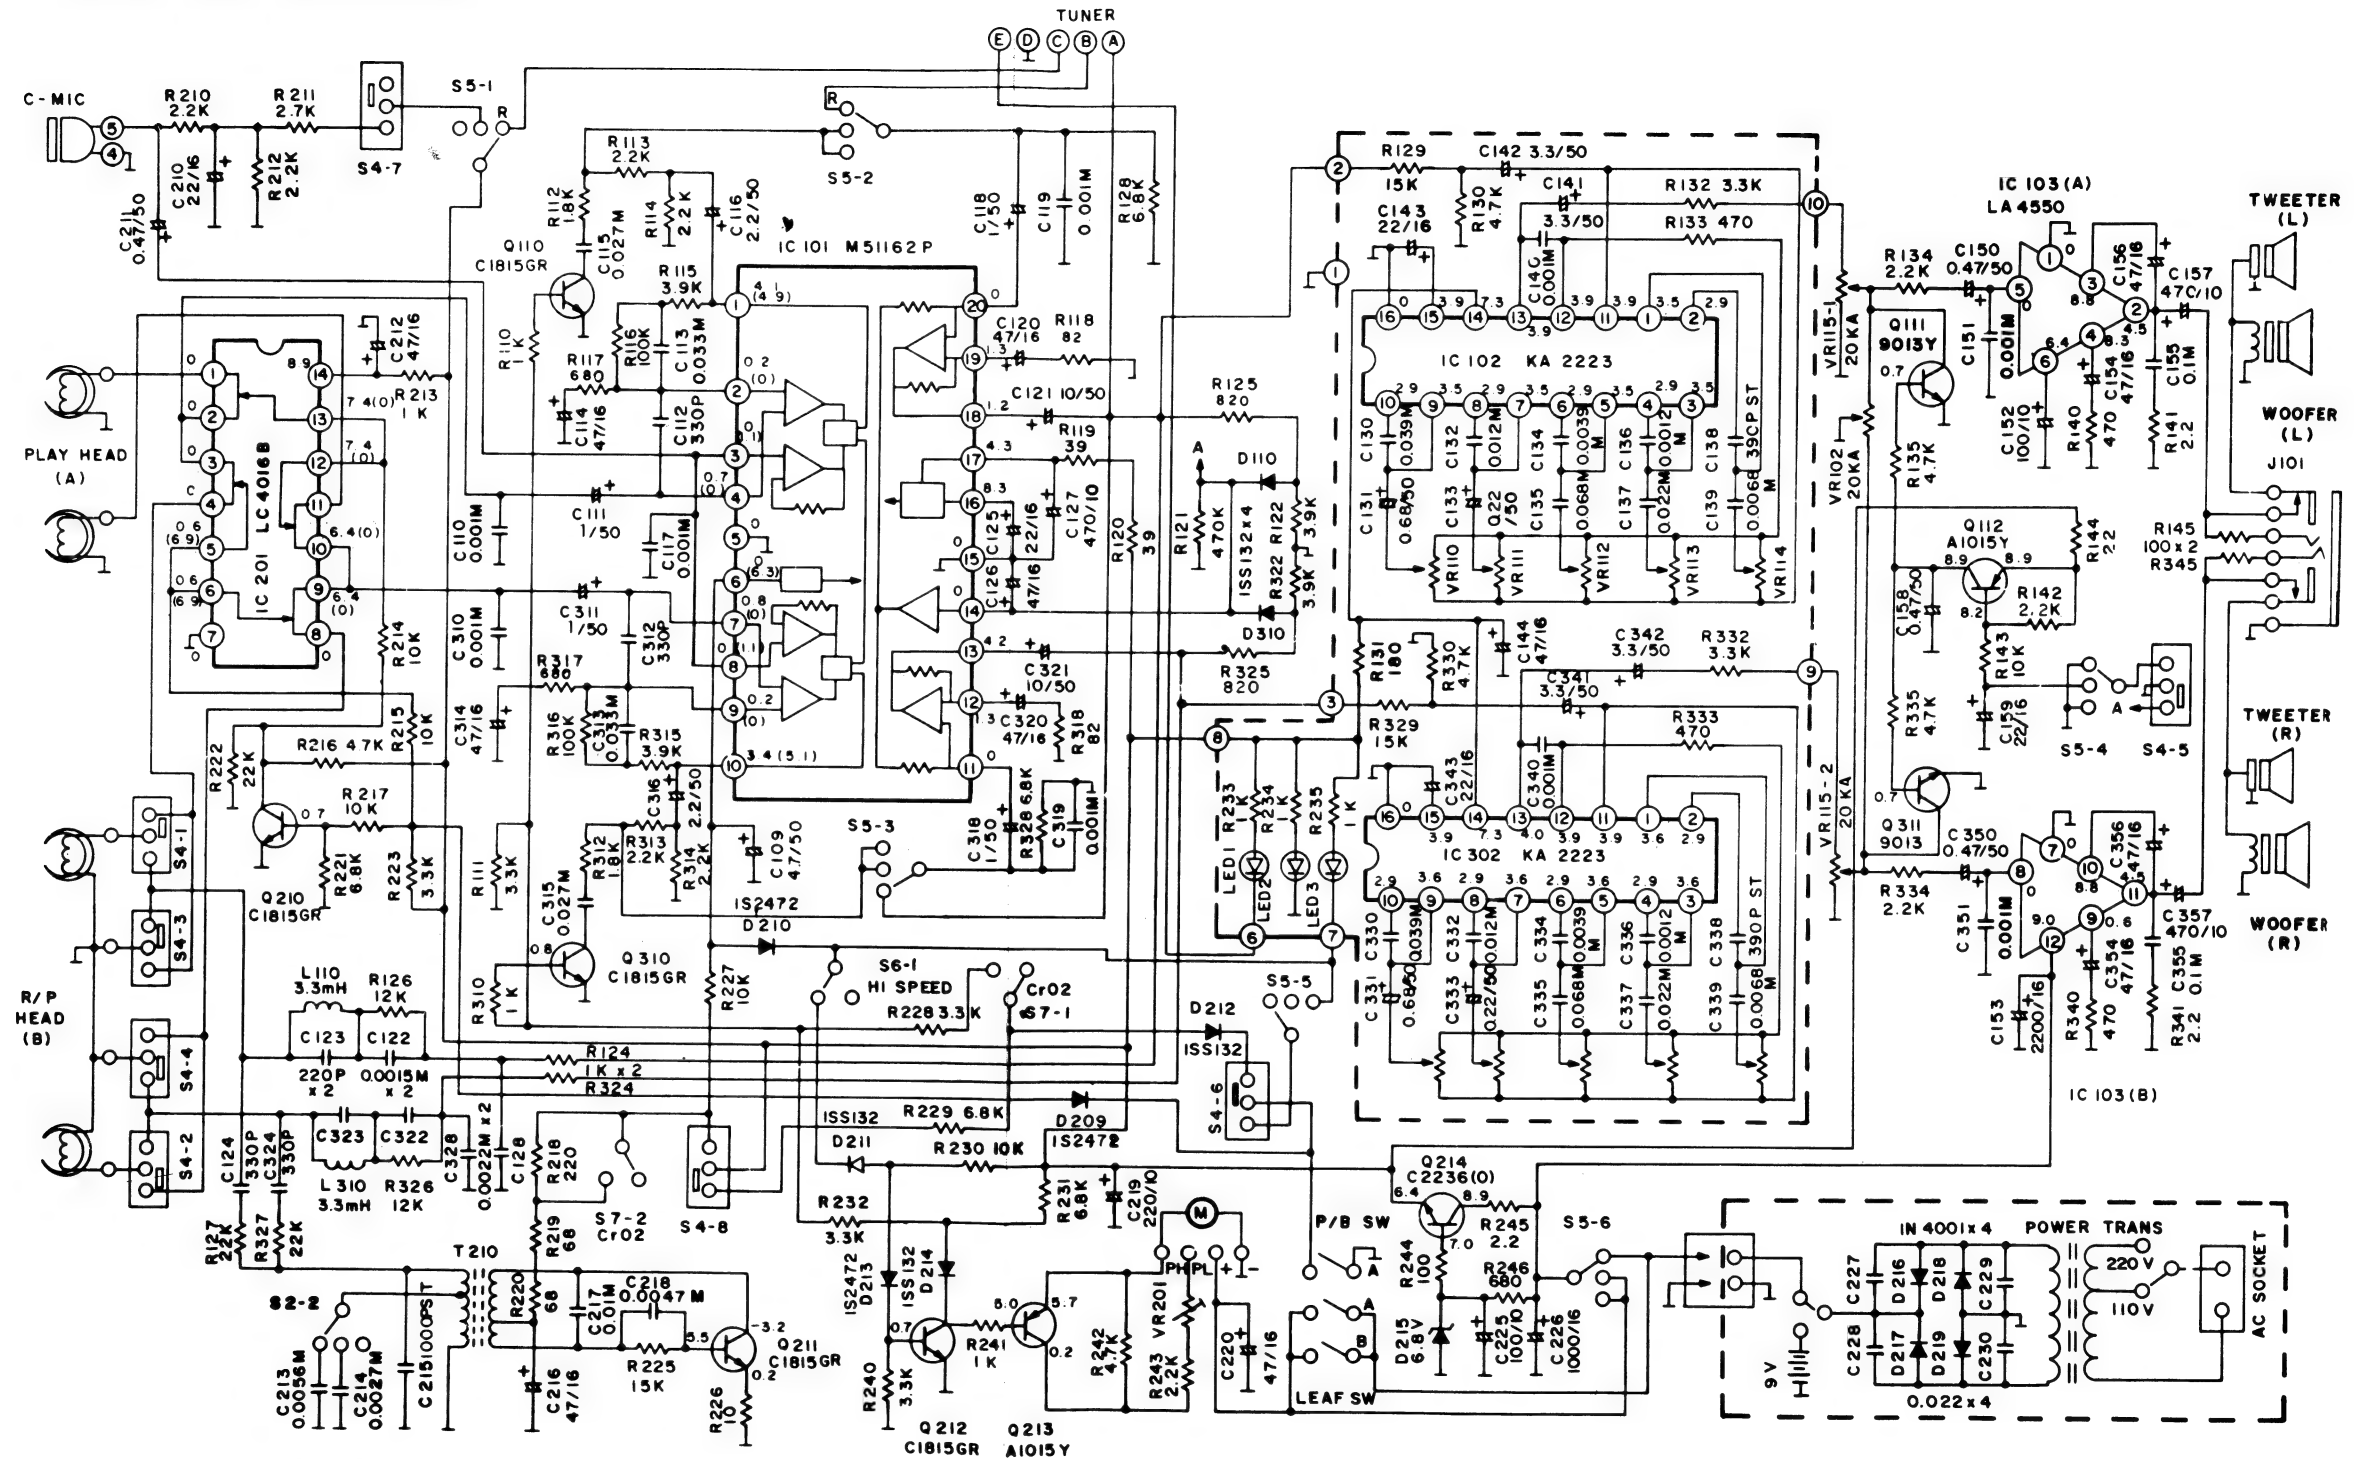 TUNER
E D C B A
C-MIC
5
4
R210
2.2K
R211
2.7K
S4-7
S5-1
R
C211
0.47/50
C210
22/16
R212
2.2K
R113
2.2K
R112
1.8K
R114
2.2K
C115
0.027M
C116
2.2/50
Q110
C1815GR
R
S5-2
C118
1/50
C119
0.001M
R128
6.8K
IC 101 M51162P
R115
3.9K
R110
1K
R116
100K
C113
0.033M
R117
680
C114
47/16
C112
330P
C212
47/16
R213
1K
IC 201 LC4016B
PLAY HEAD
(A)
C110
0.001M
C111
1/50
C117
0.001M
C310
0.001M
C311
1/50
C312
330P
R214
10K
R317
680
C314
47/16
R316
100K
C313
0.033M
R315
3.9K
C316
2.2/50
R215
10K
R216 4.7K
R222
22K
R217
10K
Q210
C1815GR
R221
6.8K
R223
3.3K
R111
3.3K
R312
1.8K
R313
2.2K
R314
2.2K
C315
0.027M
C109
4.7/50
S5-3
C318
1/50
R328 6.8K
C319
0.001M
C120
47/16
R118
82
C121 10/50
R119
39
C125
22/16
C126
47/16
C127
470/10
R120
39
C321
10/50
C320
47/16
R318
82
R125
820
A
D110
R121
470K
ISS132x4
R122
3.9K
R322
3.9K
D310
R325
820
2
1
3
8
6
7
10
9
R129
15K
C142 3.3/50
C143
22/16
R130
4.7K
C141
3.3/50
R132 3.3K
R133 470
0.001M
IC 102 KA 2223
C130
0.039M
C132
0.012M
C134
0.0039
M
C136
0.0012
M
C138
C131
0.68/50
C133
/50
C135
0.0068M
C137
0.022M
C139
0.0068
M
VR110
VR111
VR112
VR113
VR114
R131
180
R330
4.7K
C144
47/16
C342
3.3/50
R332
3.3K
C341
3.3/50
R329
15K
R333
470
C343
22/16
C340
0.001M
IC 302 KA 2223
R233
1K
R234
1K
R235
1K
LED1
LED2
LED3
C330
0.039M
C332
0.012M
C334
0.0039
M
C336
0.0012
M
C338
390P ST
C331
0.68/50
C333
0.22/50
C335
0.0068M
C337
0.022M
C339
0.0068
M
IC 103(A)
LA 4550
VR115-1
20KA
R134
2.2K
C150
0.47/50
C151
0.001M
Q111
9013Y
VR102
20KA
R135
4.7K
C152
100/10
C154
47/16
R140
470
C155
0.1M
R141
2.2
C156
47/16
C157
TWEETER
(L)
WOOFER
(L)
J101
R145
100x2
R345
Q112
A1015Y
R144
22
C158
0.47/50
R142
2.2K
R143
10K
C159
22/16
A
S5-4
S4-5
R335
4.7K
VR115-2
20KA
Q311
9013
C350
0.47/50
R334
2.2K
C351
0.001M
C153
2200/16
R340
470
C354
47/16
C355
0.1M
R341
2.2
C356
47/16
C357
470/10
TWEETER
(R)
WOOFER
(R)
IC 103(B)
R/P
HEAD
(B)
S4-1
S4-3
S4-4
S4-2
L110
3.3mH
R126
12K
C123
220P
x 2
C122
0.0015M
x 2
C323
C322
L310
3.3mH
R326
12K
C124
330P
C324
330P
R127
22K
R327
22K
C328
0.0022M x 2
C128
R124
1K x 2
R324
R310
1K
Q310
C1815GR
IS2472
D210
R227
10K
S6-1
HI SPEED
R228 3.3K
CrO2
S7-1
D212
ISS132
S5-5
S4-6
R218
220
R219
68
R220
68
S7-2
CrO2
S4-8
ISS132
D211
R229 6.8K
R230 10K
D209
IS2472
R231
6.8K
C219
220/10
R232
3.3K
IS2472
D213
ISS132
D214
T210
S2-2
C213
0.0056M
C214
0.0027M
C215 1000P ST
C216
47/16
C217
0.01M
C218
0.0047M
R225
15K
Q211
C1815GR
R226
10
R240
3.3K
Q212
C1815GR
R241
1K
Q213
A1015Y
R242
4.7K
R243
2.2K
VR201
M
PH PL + -
C220
47/16
P/B SW
A
A
B
LEAF SW
Q214
C2236(O)
R244
100
R245
2.2
R246
680
D215
6.8V
C225
100/10
C226
1000/16
S5-6
9V
IN 4001x4
POWER TRANS
C227
D216
D218
C229
C228
D217
D219
C230
0.022x4
220V
110V
AC SOCKET